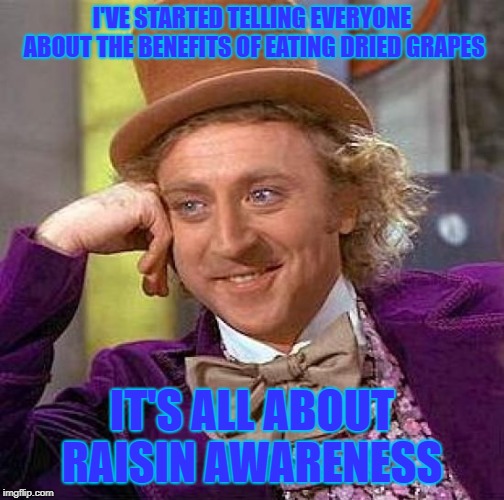 I'VE STARTED TELLING EVERYONE
ABOUT THE BENEFITS OF EATING DRIED GRAPES
IT'S ALL ABOUT
RAISIN AWARENESS
imgflip.com